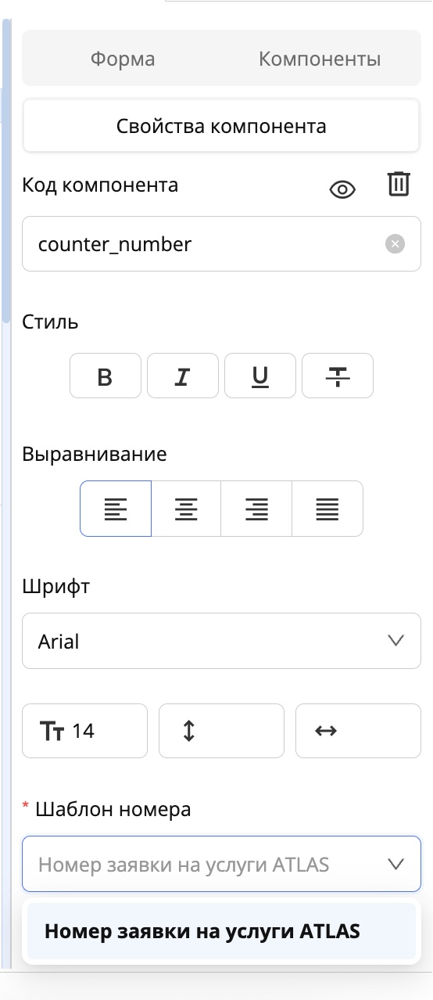 Форма Компоненты
Свойства компонента
Код компонента
counter_number
Стиль
B I U T
Выравнивание
Шрифт
Arial
Tт 14
* Шаблон номера
Номер заявки на услуги ATLAS
Номер заявки на услуги ATLAS